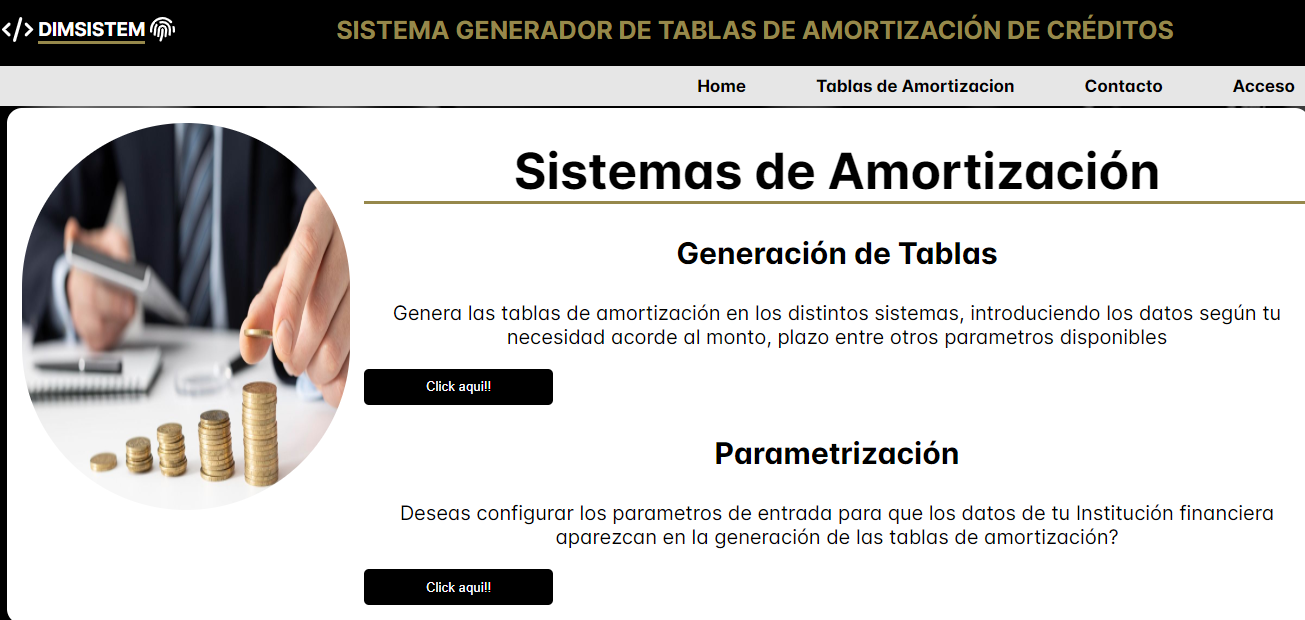 </> DIMSISTEM
SISTEMA GENERADOR DE TABLAS DE AMORTIZACIÓN DE CRÉDITOS
Home
Tablas de Amortizacion
Contacto
Acceso
Sistemas de Amortización
Generación de Tablas
Genera las tablas de amortización en los distintos sistemas, introduciendo los datos según tu
necesidad acorde al monto, plazo entre otros parametros disponibles
Click aqui!!
Parametrización
Deseas configurar los parametros de entrada para que los datos de tu Institución financiera
aparezcan en la generación de las tablas de amortización?
Click aqui!!